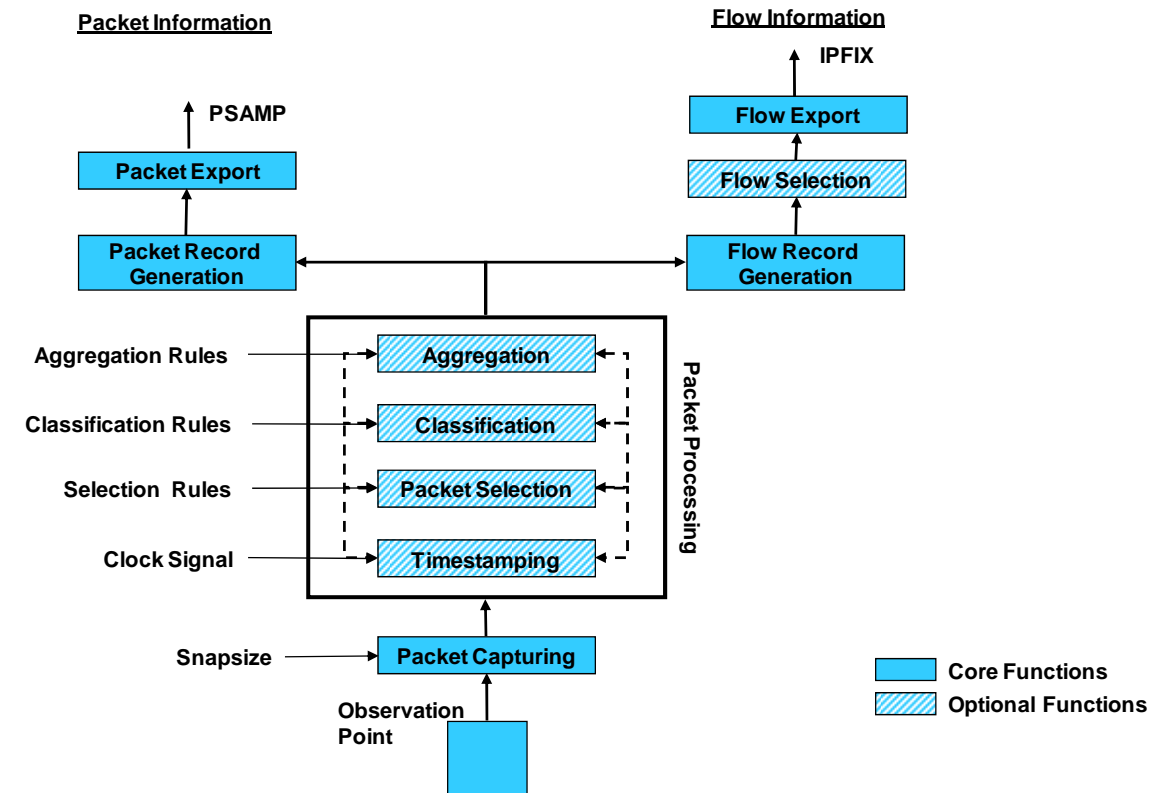 Packet Information
Flow Information
IPFIX
PSAMP
Flow Export
Packet Export
Flow Selection
Packet Record
Generation
Flow Record
Generation
Aggregation Rules
Aggregation
Packet Processing
Classification Rules
Classification
Selection Rules
Packet Selection
Clock Signal
Timestamping
Snapsize
Packet Capturing
Core Functions
Optional Functions
Observation
Point